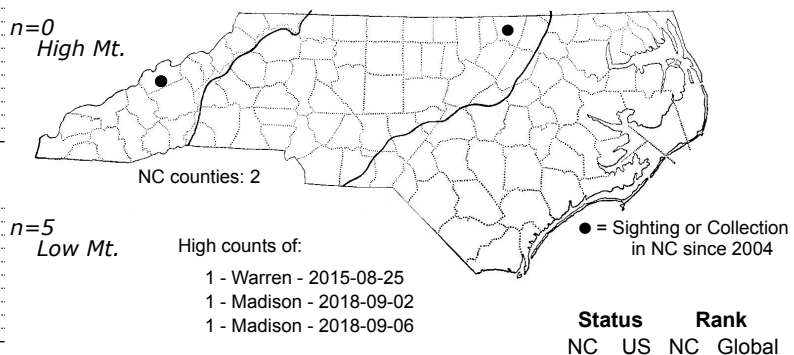 n=0
High Mt.
NC counties: 2
n=5
Low Mt.
High counts of:
1 - Warren - 2015-08-25
1 - Madison - 2018-09-02
1 - Madison - 2018-09-06
● = Sighting or Collection
in NC since 2004
Status Rank
NC US NC Global